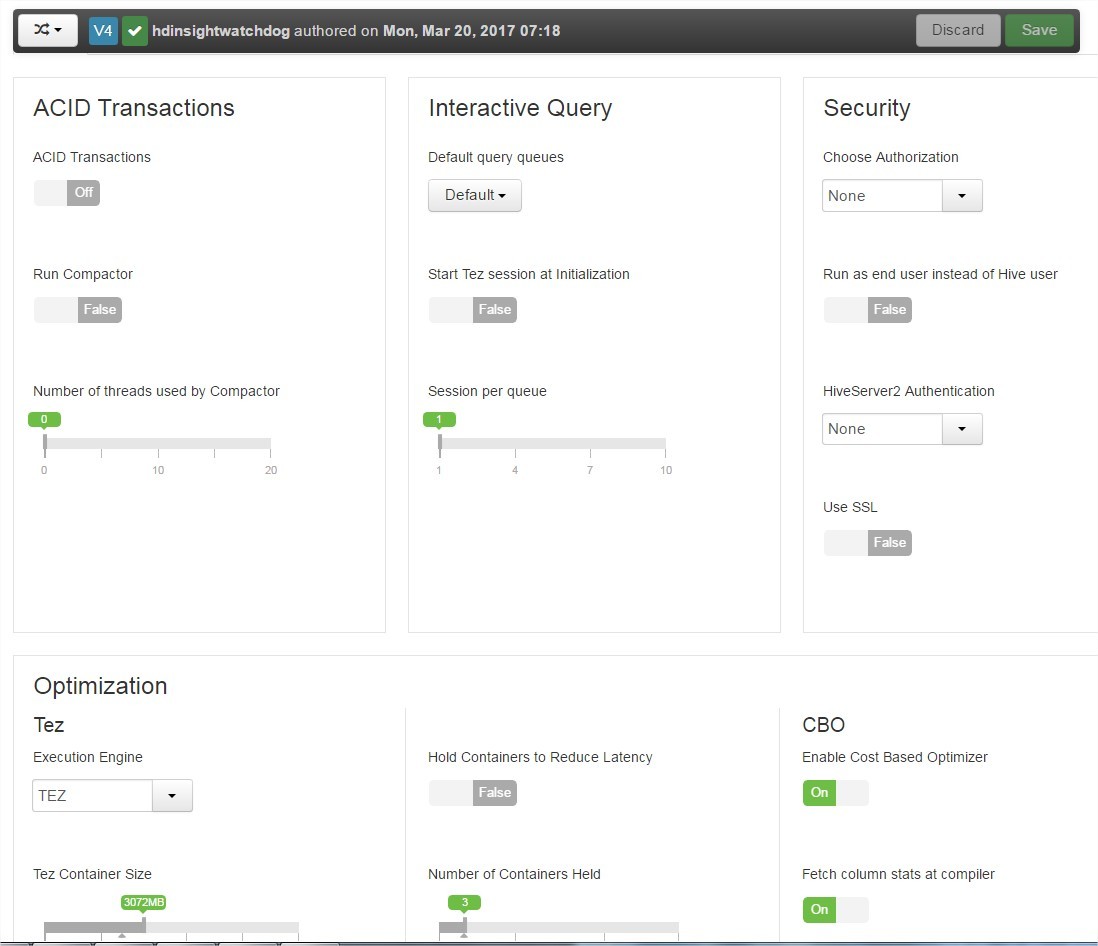 V4 hdinsightwatchdog authored on Mon, Mar 20, 2017 07:18 Discard Save
ACID Transactions
ACID Transactions
Off
Run Compactor
False
Number of threads used by Compactor
0
0 10 20
Interactive Query
Default query queues
Default
Start Tez session at Initialization
False
Session per queue
1
1 4 7 10
Security
Choose Authorization
None
Run as end user instead of Hive user
False
HiveServer2 Authentication
None
Use SSL
False
Optimization
Tez
Execution Engine
TEZ
Tez Container Size
3072MB
Hold Containers to Reduce Latency
False
Number of Containers Held
3
CBO
Enable Cost Based Optimizer
On
Fetch column stats at compiler
On